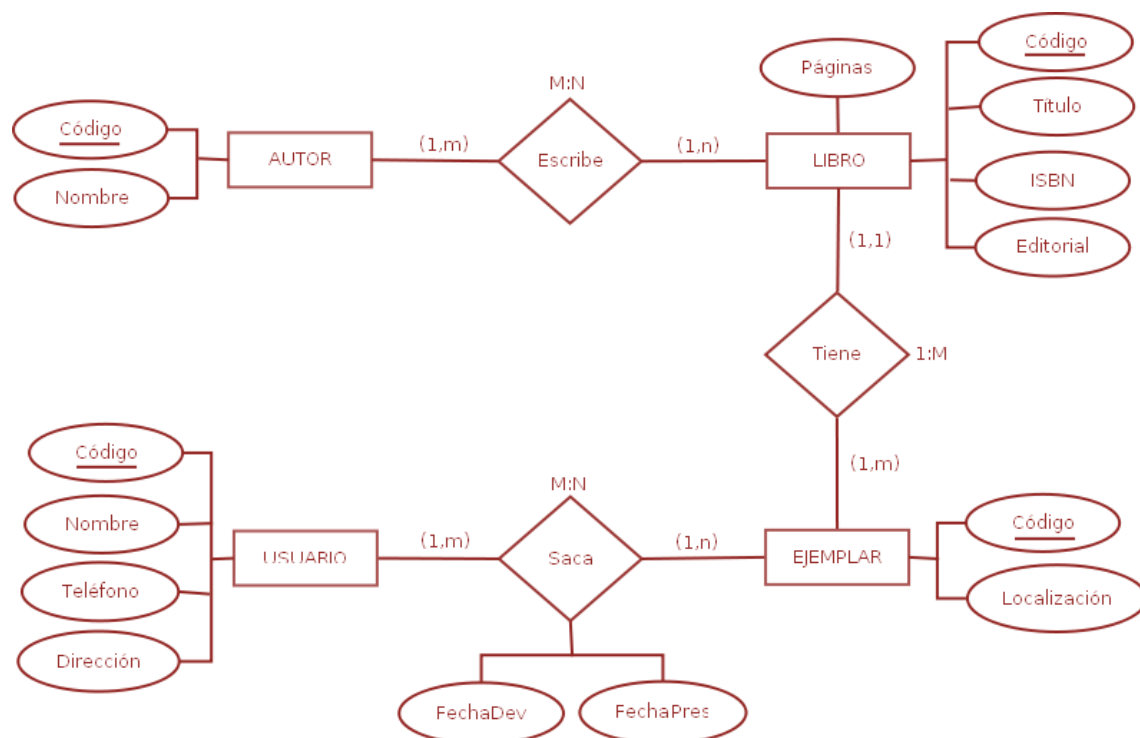 Código
Páginas
M:N
Título
Código
(1,m)
Escribe
(1,n)
AUTOR
LIBRO
ISBN
Nombre
(1,1)
Editorial
Tiene
1:M
Código
(1,m)
M:N
Nombre
Código
(1,m)
(1,n)
USUARIO
Saca
EJEMPLAR
Teléfono
Localización
Dirección
FechaDev
FechaPres